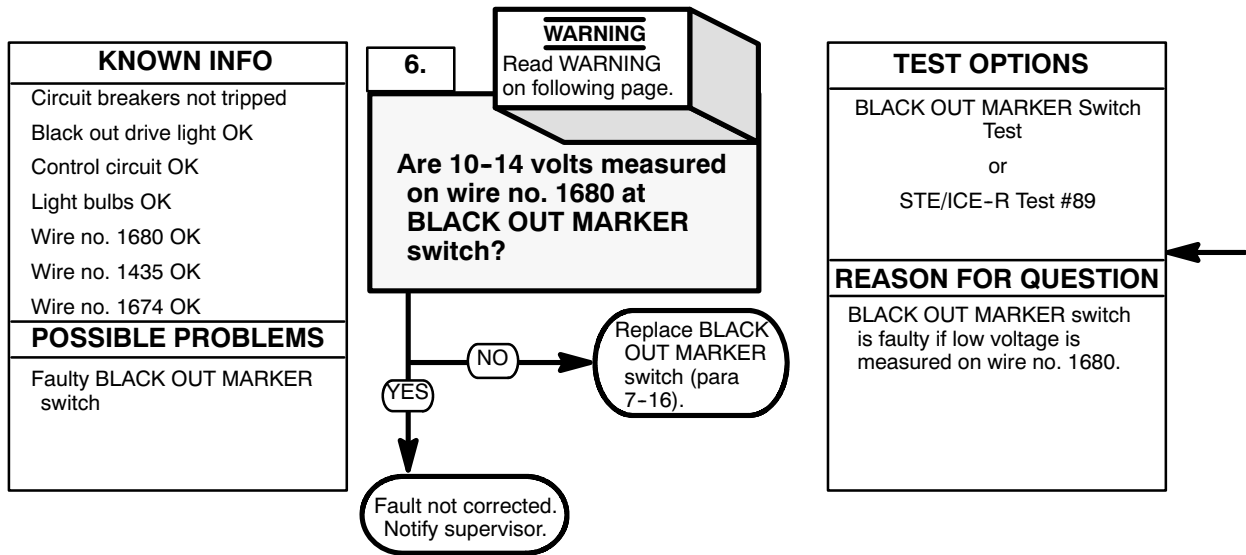 KNOWN INFO
Circuit breakers not tripped
Black out drive light OK
Control circuit OK
Light bulbs OK
Wire no. 1680 OK
Wire no. 1435 OK
Wire no. 1674 OK
POSSIBLE PROBLEMS
Faulty BLACK OUT MARKER
switch
6.
WARNING
Read WARNING
on following page.
Are 10-14 volts measured
on wire no. 1680 at
BLACK OUT MARKER
switch?
NO
Replace BLACK
OUT MARKER
switch (para
7-16).
YES
Fault not corrected.
Notify supervisor.
TEST OPTIONS
BLACK OUT MARKER Switch
Test
or
STE/ICE-R Test #89
REASON FOR QUESTION
BLACK OUT MARKER switch
is faulty if low voltage is
measured on wire no. 1680.